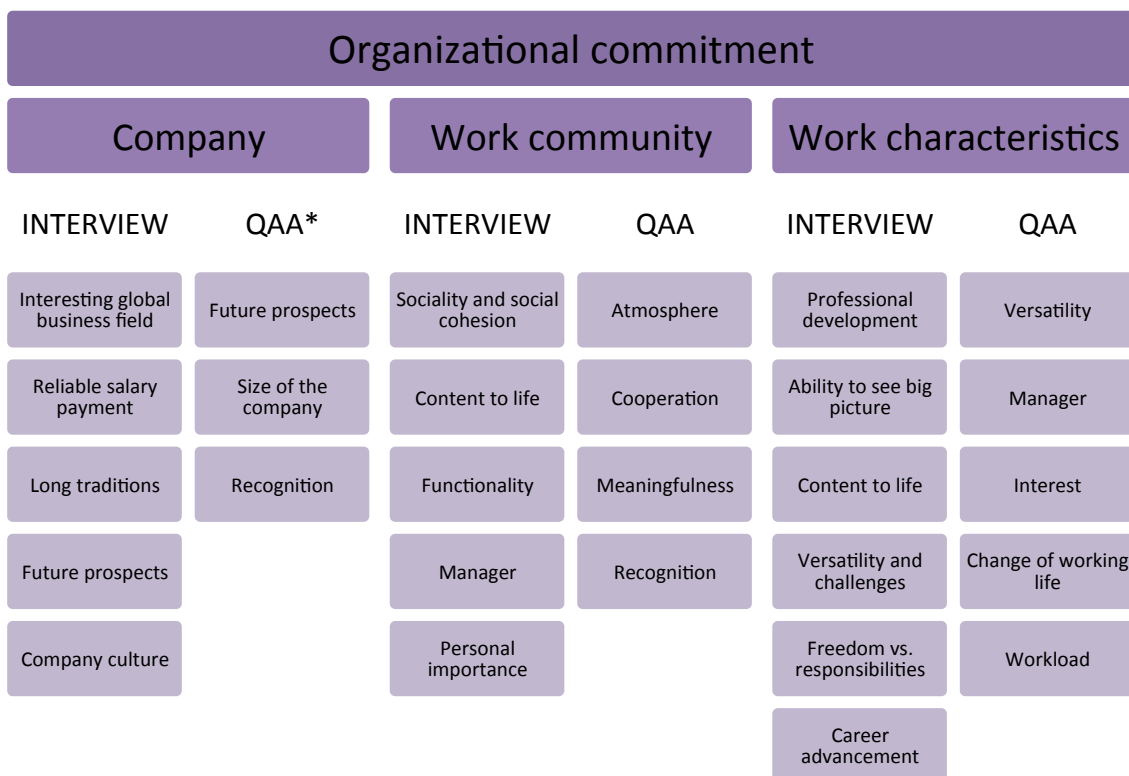 Organizational commitment
Company
Work community
Work characteristics
INTERVIEW
QAA*
INTERVIEW
QAA
INTERVIEW
QAA
Interesting global
business field
Future prospects
Sociality and social
cohesion
Atmosphere
Professional
development
Versatility
Reliable salary
payment
Size of the
company
Content to life
Cooperation
Ability to see big
picture
Manager
Long traditions
Recognition
Functionality
Meaningfulness
Content to life
Interest
Future prospects
Manager
Recognition
Versatility and
challenges
Change of working
life
Company culture
Personal
importance
Freedom vs.
responsibilities
Workload
Career
advancement